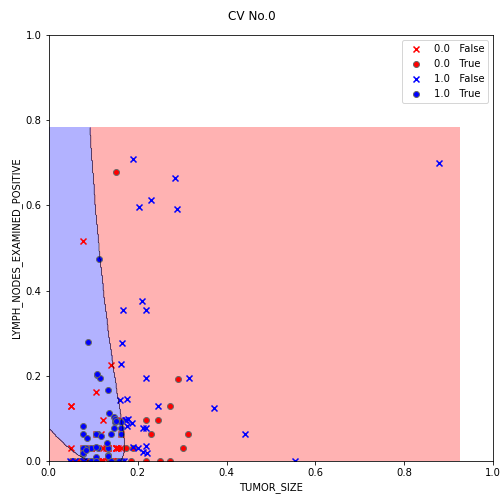 CV No.0
1.0
0.8
0.6
0.4
0.2
0.0
LYMPH_NODES_EXAMINED_POSITIVE
0.0 False
0.0 True
1.0 False
1.0 True
0.0 0.2 0.4 0.6 0.8 1.0
TUMOR_SIZE